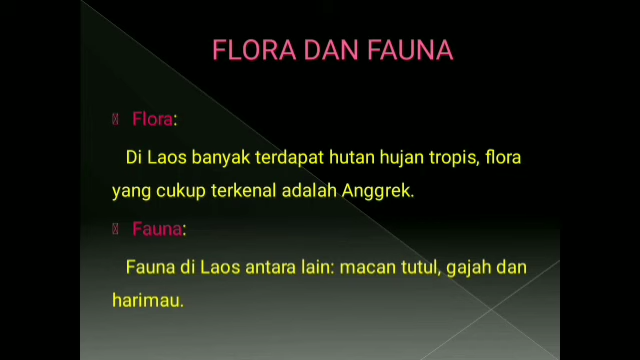 FLORA DAN FAUNA
Flora:
Di Laos banyak terdapat hutan hujan tropis, flora
yang cukup terkenal adalah Anggrek.
Fauna:
Fauna di Laos antara lain: macan tutul, gajah dan
harimau.